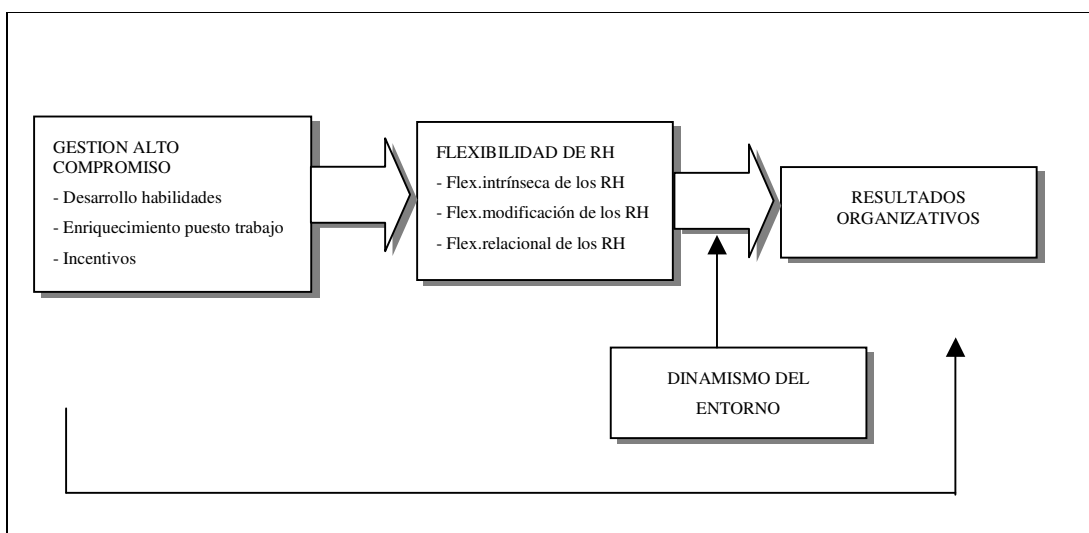 GESTION ALTO
COMPROMISO
- Desarrollo habilidades
- Enriquecimiento puesto trabajo
- Incentivos
FLEXIBILIDAD DE RH
- Flex.intrínseca de los RH
- Flex.modificación de los RH
- Flex.relacional de los RH
RESULTADOS
ORGANIZATIVOS
DINAMISMO DEL
ENTORNO